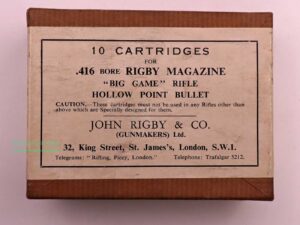 10 CARTRIDGES
FOR
.416 BORE RIGBY MAGAZINE
"BIG GAME" RIFLE
HOLLOW POINT BULLET
CAUTION.—These cartridges must not be used in any Rifles other than
above which are Specially designed for them.
JOHN RIGBY & CO.
(GUNMAKERS) Ltd.
32, King Street, St. James's, London, S.W.1.
Telegrams: "Rifling, Piccy, London." Telephone: Trafalgar 5212.